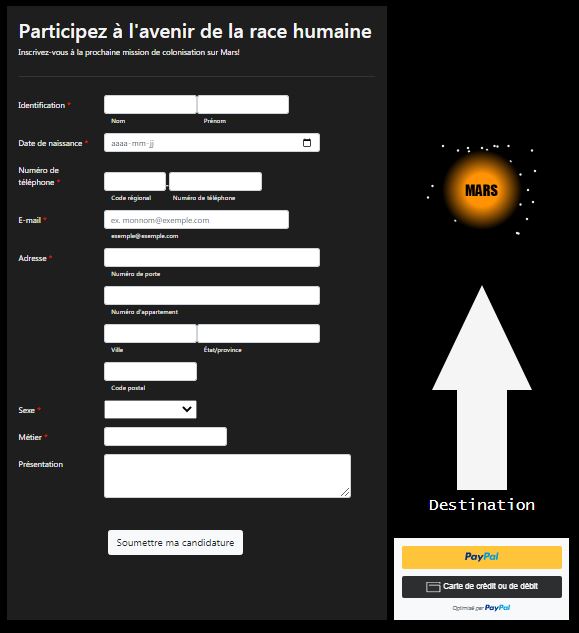 Participez à l'avenir de la race humaine
Inscrivez-vous à la prochaine mission de colonisation sur Mars!
Identification *
Nom
Prénom
Date de naissance *
aaaa-mm-jj
Numéro de
téléphone *
-
Code régional
Numéro de téléphone
E-mail *
ex. monnom@exemple.com
exemple@exemple.com
Adresse *
Numéro de porte
Numéro d'appartement
Ville
État/province
Code postal
Sexe *
Métier *
Présentation
Soumettre ma candidature
MARS
Destination
PayPal
Carte de crédit ou de débit
Optimisé par PayPal